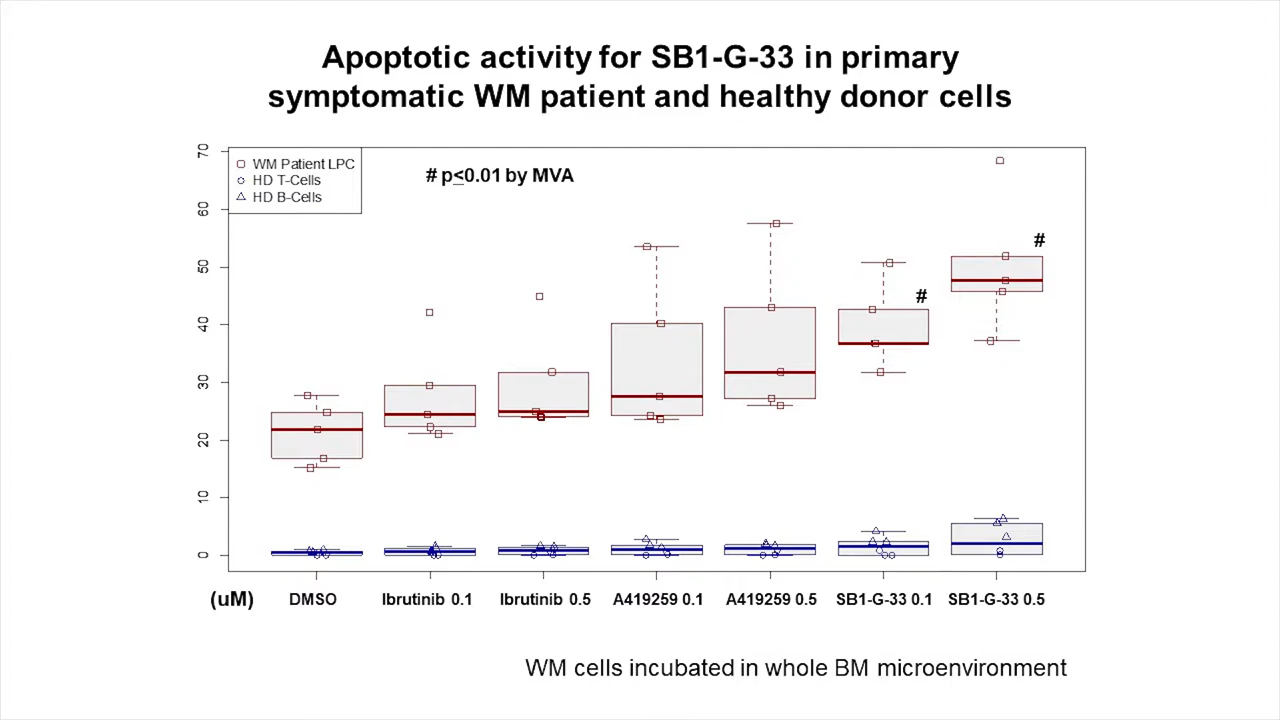 Apoptotic activity for SB1-G-33 in primary
symptomatic WM patient and healthy donor cells
WM Patient LPC
HD T-Cells
HD B-Cells
# p≤0.01 by MVA
70
60
50
40
30
20
10
0
#
#
(uM)
DMSO
Ibrutinib 0.1
Ibrutinib 0.5
A419259 0.1
A419259 0.5
SB1-G-33 0.1
SB1-G-33 0.5
WM cells incubated in whole BM microenvironment